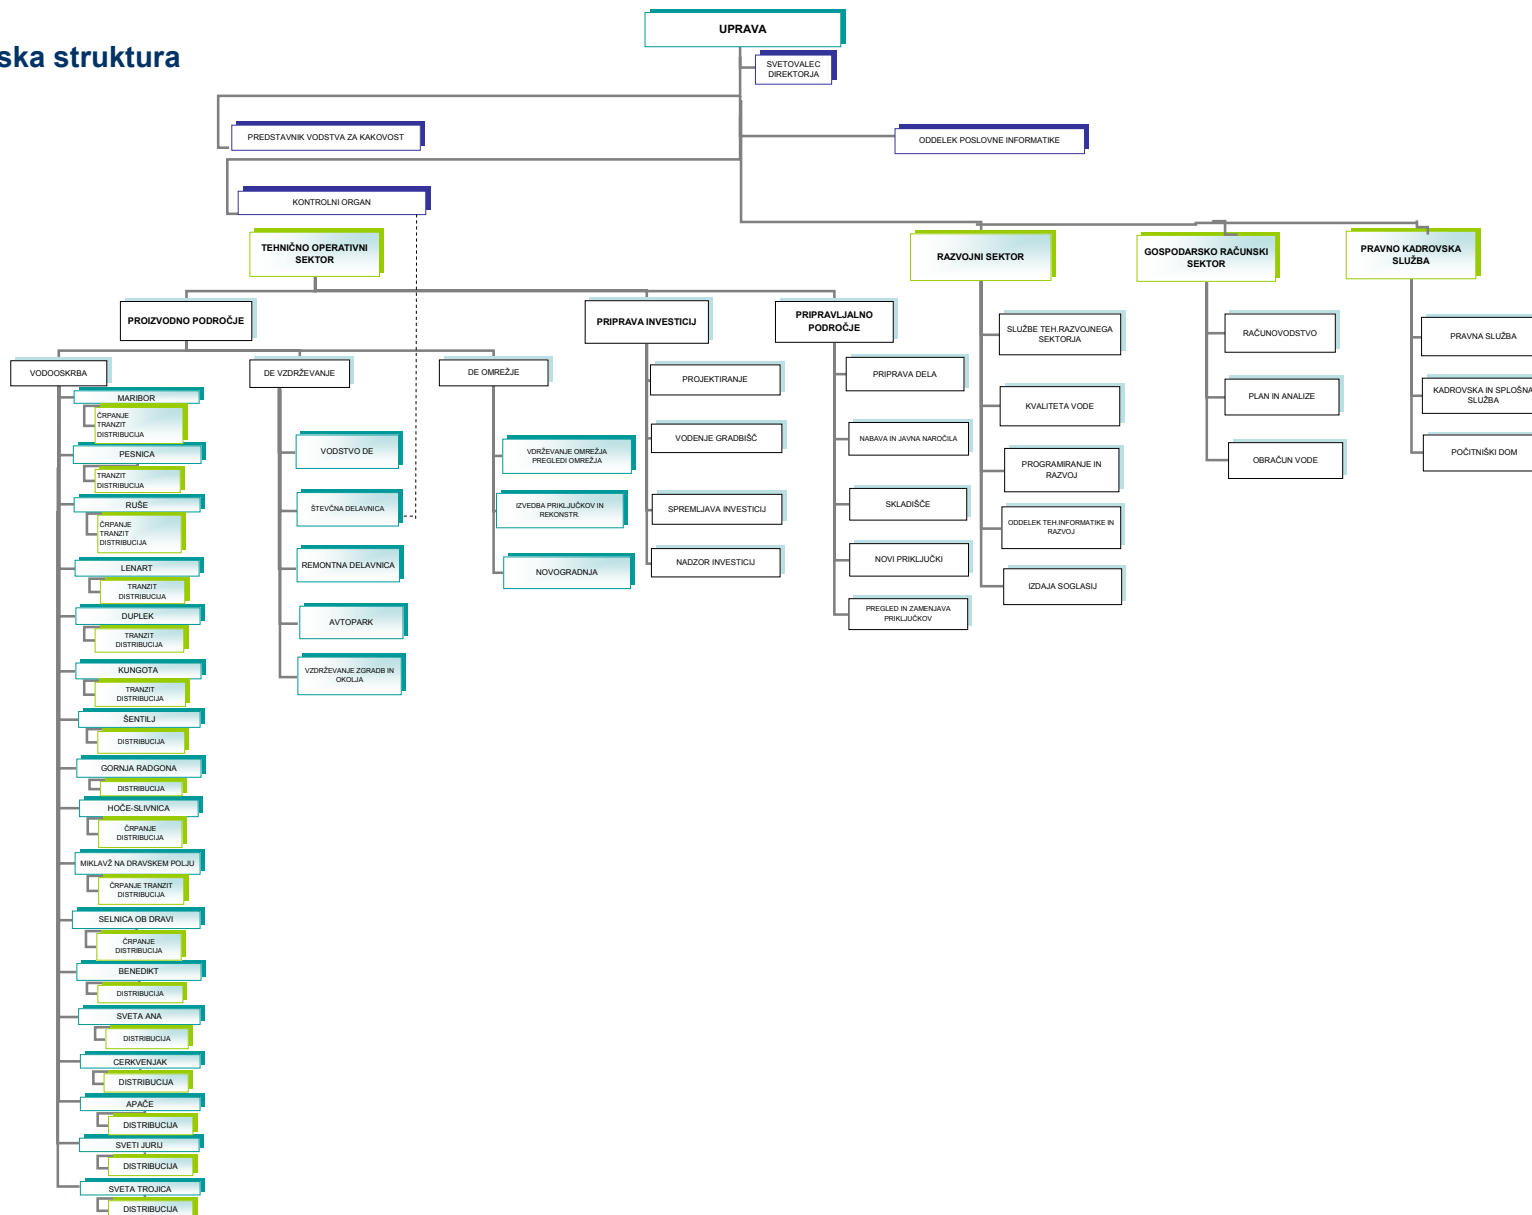 ska struktura
UPRAVA
SVETOVALEC
DIREKTORJA
PREDSTAVNIK VODSTVA ZA KAKOVOST
ODDELEK POSLOVNE INFORMATIKE
KONTROLNI ORGAN
TEHNIČNO OPERATIVNI
SEKTOR
RAZVOJNI SEKTOR
GOSPODARSKO RAČUNSKI
SEKTOR
PRAVNO KADROVSKA
SLUŽBA
PROIZVODNO PODROČJE
PRIPRAVA INVESTICIJ
PRIPRAVLJALNO
PODROČJE
VODOOSKRBA
DE VZDRŽEVANJE
DE OMREŽJE
MARIBOR
ČRPANJE
TRANZIT
DISTRIBUCIJA
PESNICA
TRANZIT
DISTRIBUCIJA
RUŠE
ČRPANJE
TRANZIT
DISTRIBUCIJA
LENART
TRANZIT
DISTRIBUCIJA
DUPLEK
TRANZIT
DISTRIBUCIJA
KUNGOTA
TRANZIT
DISTRIBUCIJA
ŠENTILJ
DISTRIBUCIJA
GORNJA RADGONA
DISTRIBUCIJA
HOČE-SLIVNICA
ČRPANJE
DISTRIBUCIJA
MIKLAVŽ NA DRAVSKEM POLJU
ČRPANJE TRANZIT
DISTRIBUCIJA
SELNICA OB DRAVI
ČRPANJE
DISTRIBUCIJA
BENEDIKT
DISTRIBUCIJA
SVETA ANA
DISTRIBUCIJA
CERKVENJAK
DISTRIBUCIJA
APAČE
DISTRIBUCIJA
SVETI JURIJ
DISTRIBUCIJA
SVETA TROJICA
DISTRIBUCIJA
VODSTVO DE
ŠTEVČNA DELAVNICA
REMONTNA DELAVNICA
AVTOPARK
VZDRŽEVANJE ZGRADB IN
OKOLJA
VDRŽEVANJE OMREŽJA
PREGLEDI OMREŽJA
IZVEDBA PRIKLJUČKOV IN
REKONSTR.
NOVOGRADNJA
PROJEKTIRANJE
VODENJE GRADBIŠČ
SPREMLJAVA INVESTICIJ
NADZOR INVESTICIJ
PRIPRAVA DELA
NABAVA IN JAVNA NAROČILA
SKLADIŠČE
NOVI PRIKLJUČKI
PREGLED IN ZAMENJAVA
PRIKLJUČKOV
SLUŽBE TEH.RAZVOJNEGA
SEKTORJA
KVALITETA VODE
PROGRAMIRANJE IN
RAZVOJ
ODDELEK TEH.INFORMATIKE IN
RAZVOJ
IZDAJA SOGLASIJ
RAČUNOVODSTVO
PLAN IN ANALIZE
OBRAČUN VODE
PRAVNA SLUŽBA
KADROVSKA IN SPLOŠNA
SLUŽBA
POČITNIŠKI DOM